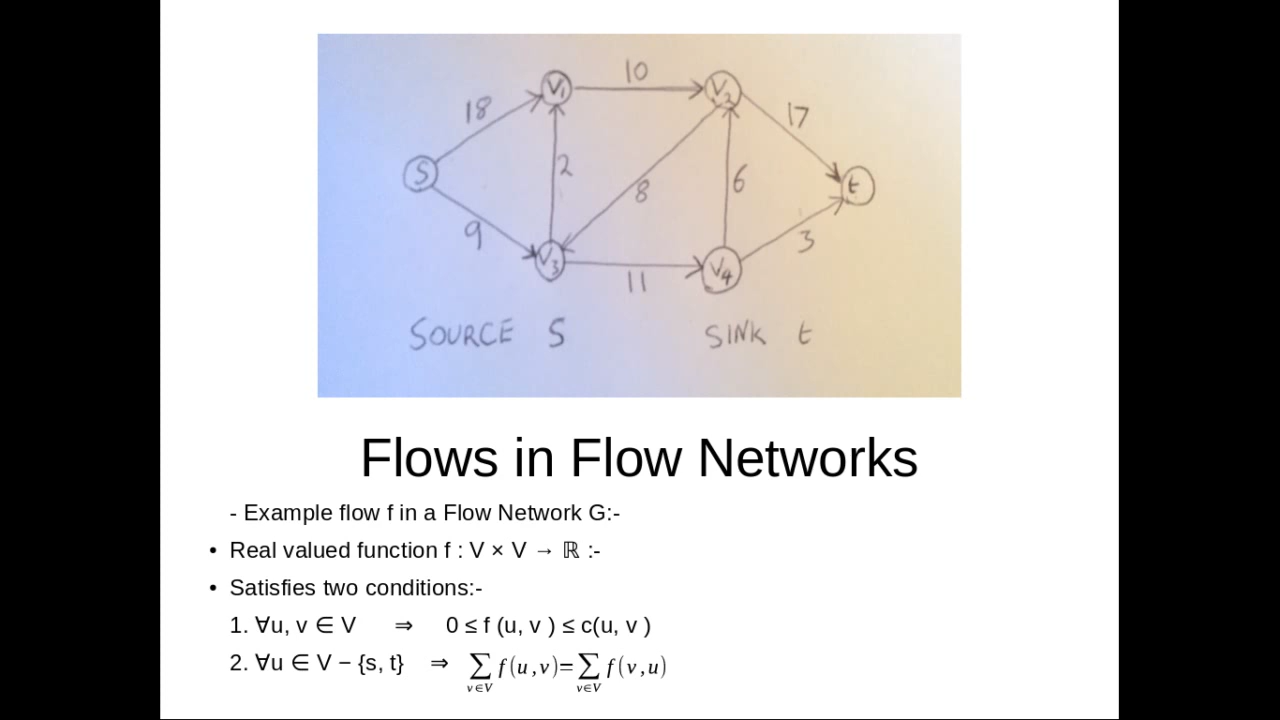 10
V1
V2
18
17
S
2
8
6
t
9
V3
3
11
V4
SOURCE S
SINK t
Flows in Flow Networks
- Example flow f in a Flow Network G:-
• Real valued function f : V × V → ℝ :-
• Satisfies two conditions:-
1. ∀u, v ∈ V ⇒ 0 ≤ f (u, v ) ≤ c(u, v )
2. ∀u ∈ V − {s, t} ⇒ ∑ v∈V f(u,v)=∑ v∈V f(v,u)